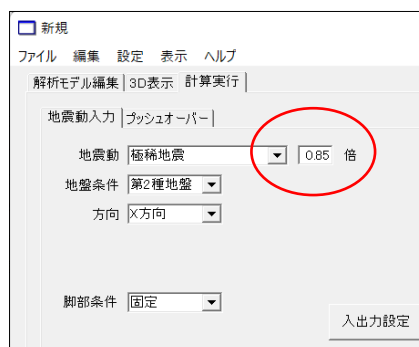 新規
ファイル 編集 設定 表示 ヘルプ
解析モデル編集 3D表示 計算実行
地震動入力 プッシュオーバー
地震動 極稀地震 0.85 倍
地盤条件 第2種地盤
方向 X方向
脚部条件 固定
入出力設定